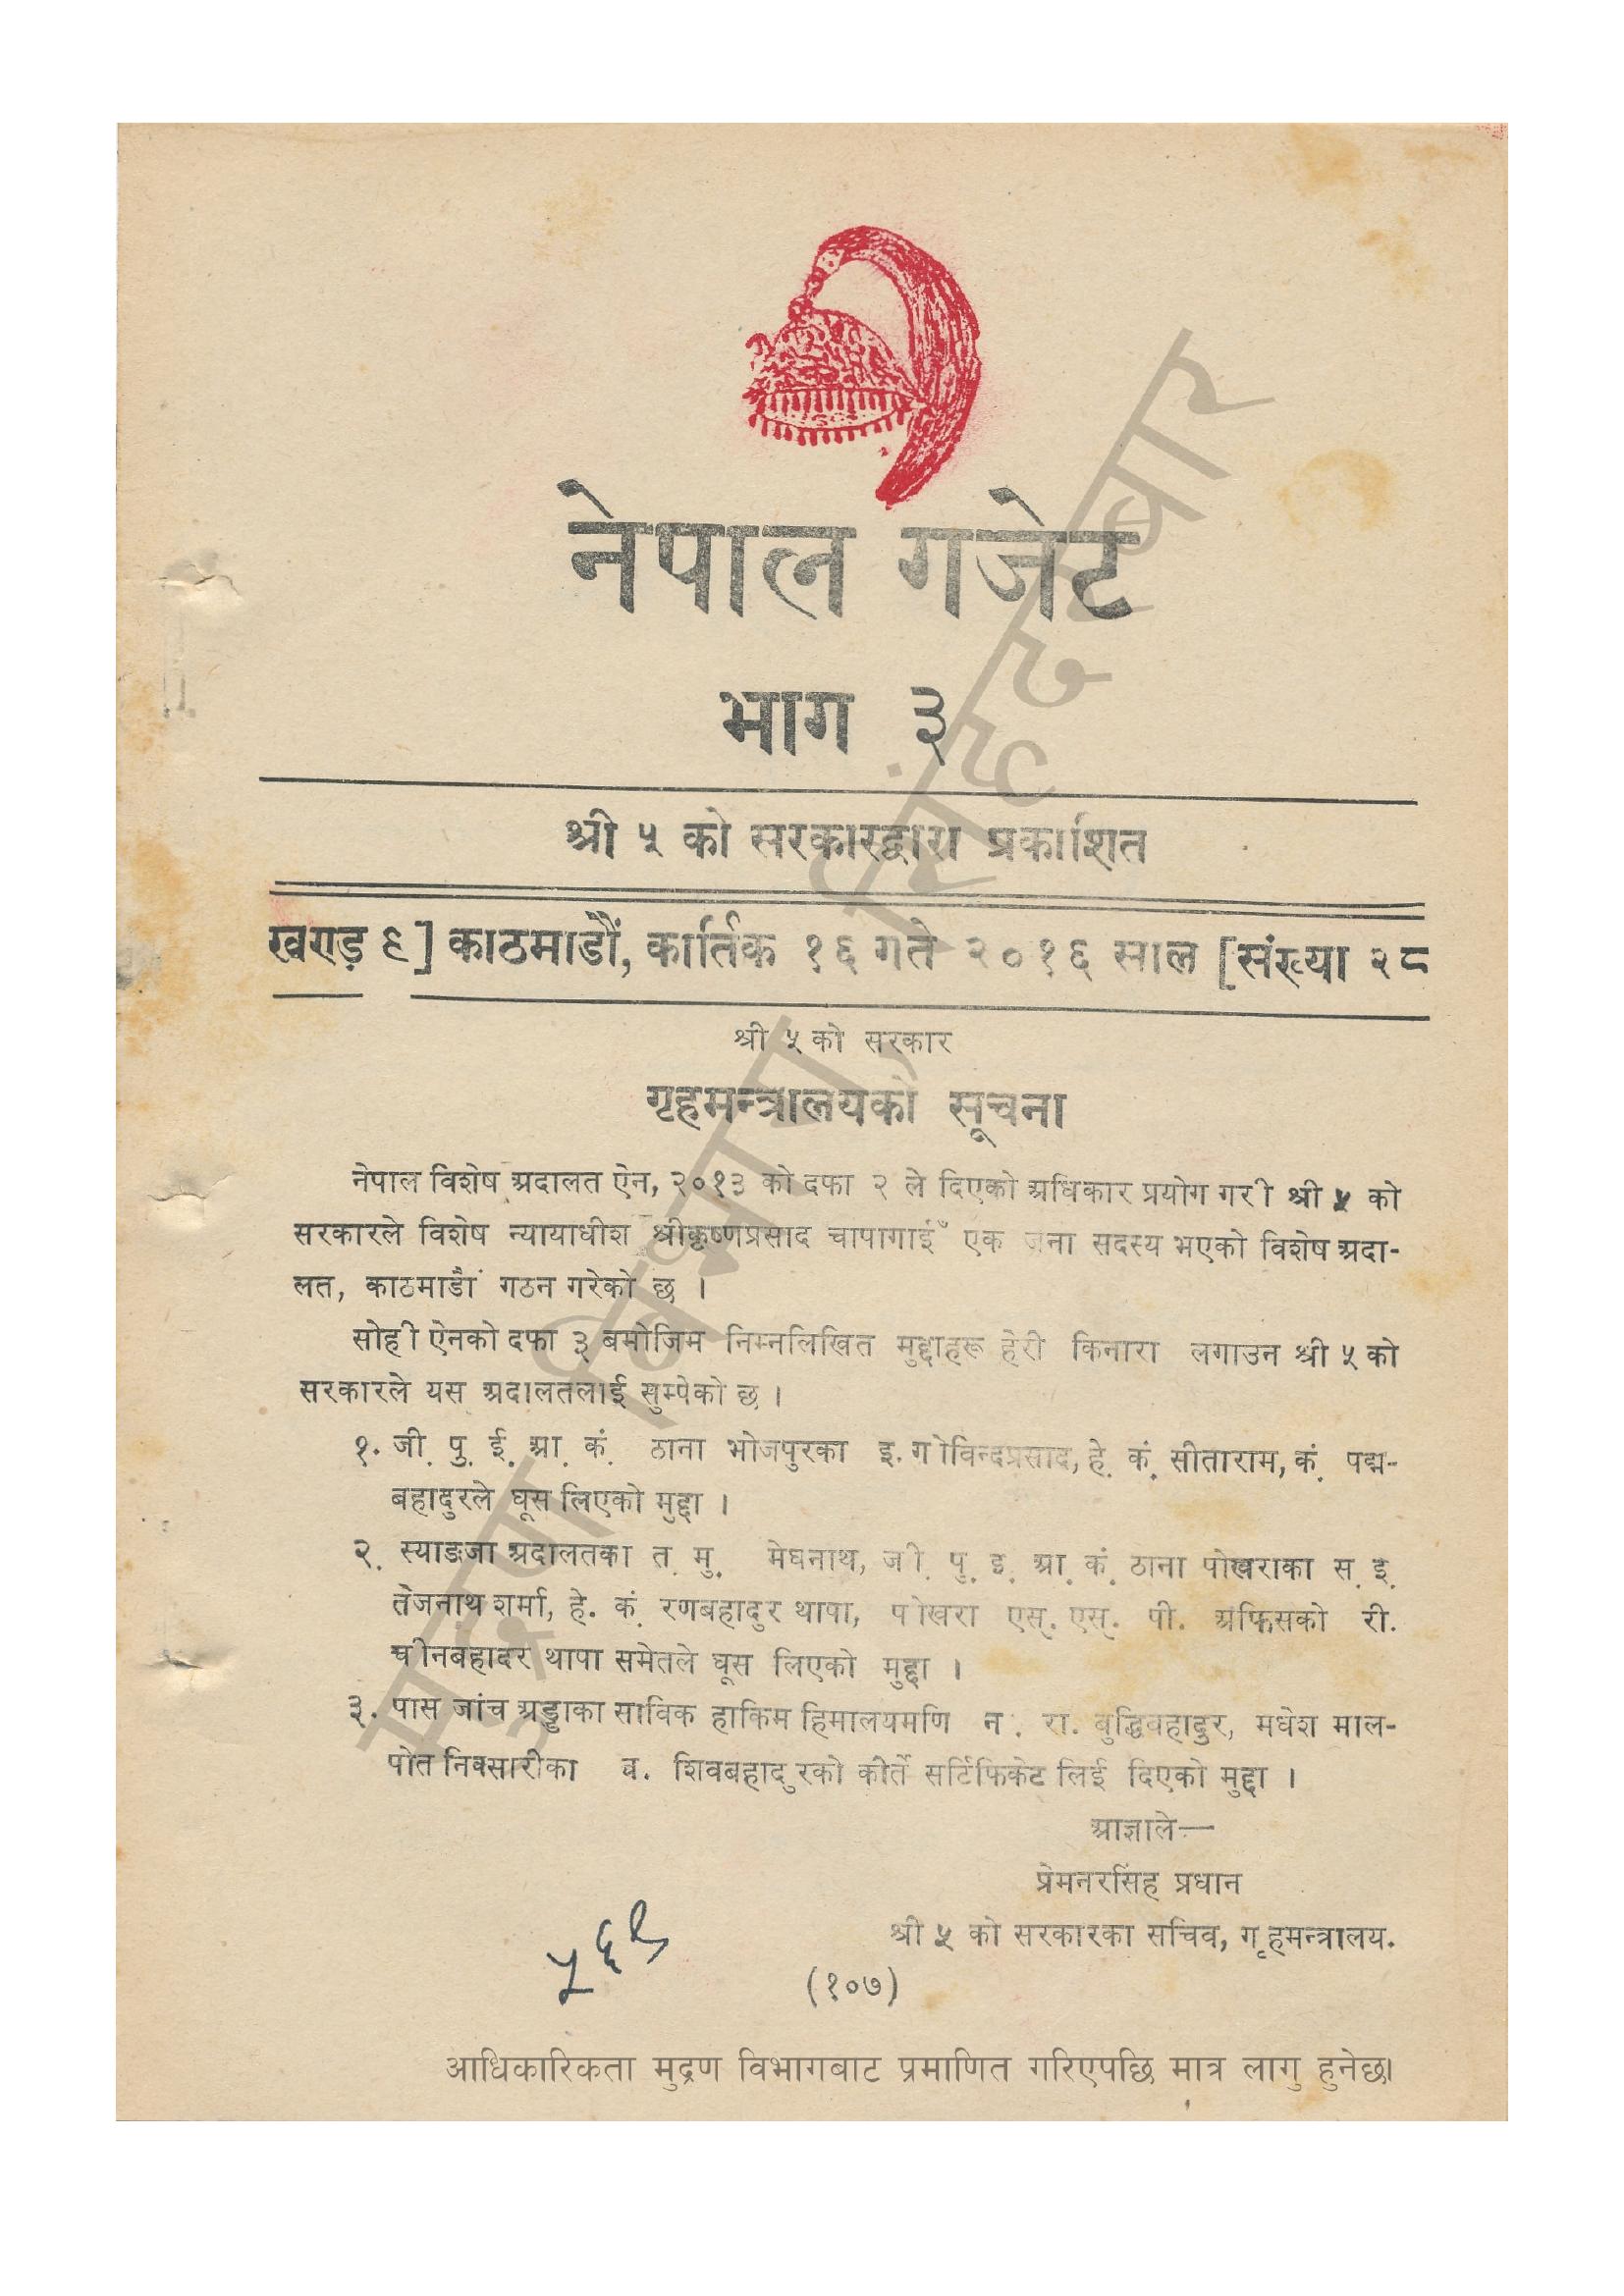 नेपाल गजेट
भाग ३
श्री ५ को सरकारद्वारा प्रकाशित
खण्ड ९] काठमाडौं, कार्तिक १६ गते २०१६ साल [संख्या २८
श्री ५ को सरकार
गृहमन्त्रालयको सूचना
नेपाल विशेष अदालत ऐन, २०१३ को दफा २ ले दिएको अधिकार प्रयोग गरी श्री ५ को
सरकारले विशेष न्यायाधीश श्रीकृष्णप्रसाद चापागाईँ एक जना सदस्य भएको विशेष अदा-
लत, काठमाडौं गठन गरेको छ ।
सोही ऐनको दफा ३ बमोजिम निम्नलिखित मुद्दाहरू हेरी किनारा लगाउन श्री ५ को
सरकारले यस अदालतलाई सुम्पेको छ ।
१. जी. पु. ई. आ. कं. ठाना भोजपुरका इ. गोविन्दप्रसाद, हे. कं. सीताराम, कं. पद्म-
बहादुरले घूस लिएको मुद्दा ।
२. स्याङजा अदालतका त. मु. मेघनाथ, जी. पु. इ. आ. कं. ठाना पोखराका स. इ.
तेजनाथ शर्मा, हे. कं. रणबहादुर थापा, पोखरा एस्. एस्. पी. अफिसको री.
चीनबहादर थापा समेतले घूस लिएको मुद्दा ।
३. पास जांच अड्डाका साविक हाकिम हिमालयमणि न. रा. बुद्धिबहादुर, मधेश माल-
पोत निक्सारीका ब. शिवबहादुरको कीर्ते सर्टिफिकेट लिई दिएको मुद्दा ।
आज्ञाले—
प्रेमनरसिंह प्रधान
श्री ५ को सरकारका सचिव, गृहमन्त्रालय.
५६९
(१०७)
आधिकारिकता मुद्रण विभागबाट प्रमाणित गरिएपछि मात्र लागु हुनेछ।
मुद्रण विभाग, सिंहदरबार